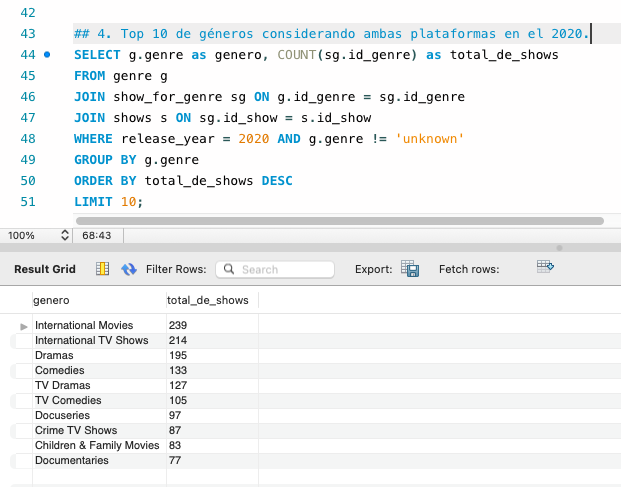 42
43 ## 4. Top 10 de géneros considerando ambas plataformas en el 2020.
44 SELECT g.genre as genero, COUNT(sg.id_genre) as total_de_shows
45 FROM genre g
46 JOIN show_for_genre sg ON g.id_genre = sg.id_genre
47 JOIN shows s ON sg.id_show = s.id_show
48 WHERE release_year = 2020 AND g.genre != 'unknown'
49 GROUP BY g.genre
50 ORDER BY total_de_shows DESC
51 LIMIT 10;
100% 68:43
Result Grid Filter Rows: Search Export: Fetch rows:
genero total_de_shows
International Movies 239
International TV Shows 214
Dramas 195
Comedies 133
TV Dramas 127
TV Comedies 105
Docuseries 97
Crime TV Shows 87
Children & Family Movies 83
Documentaries 77